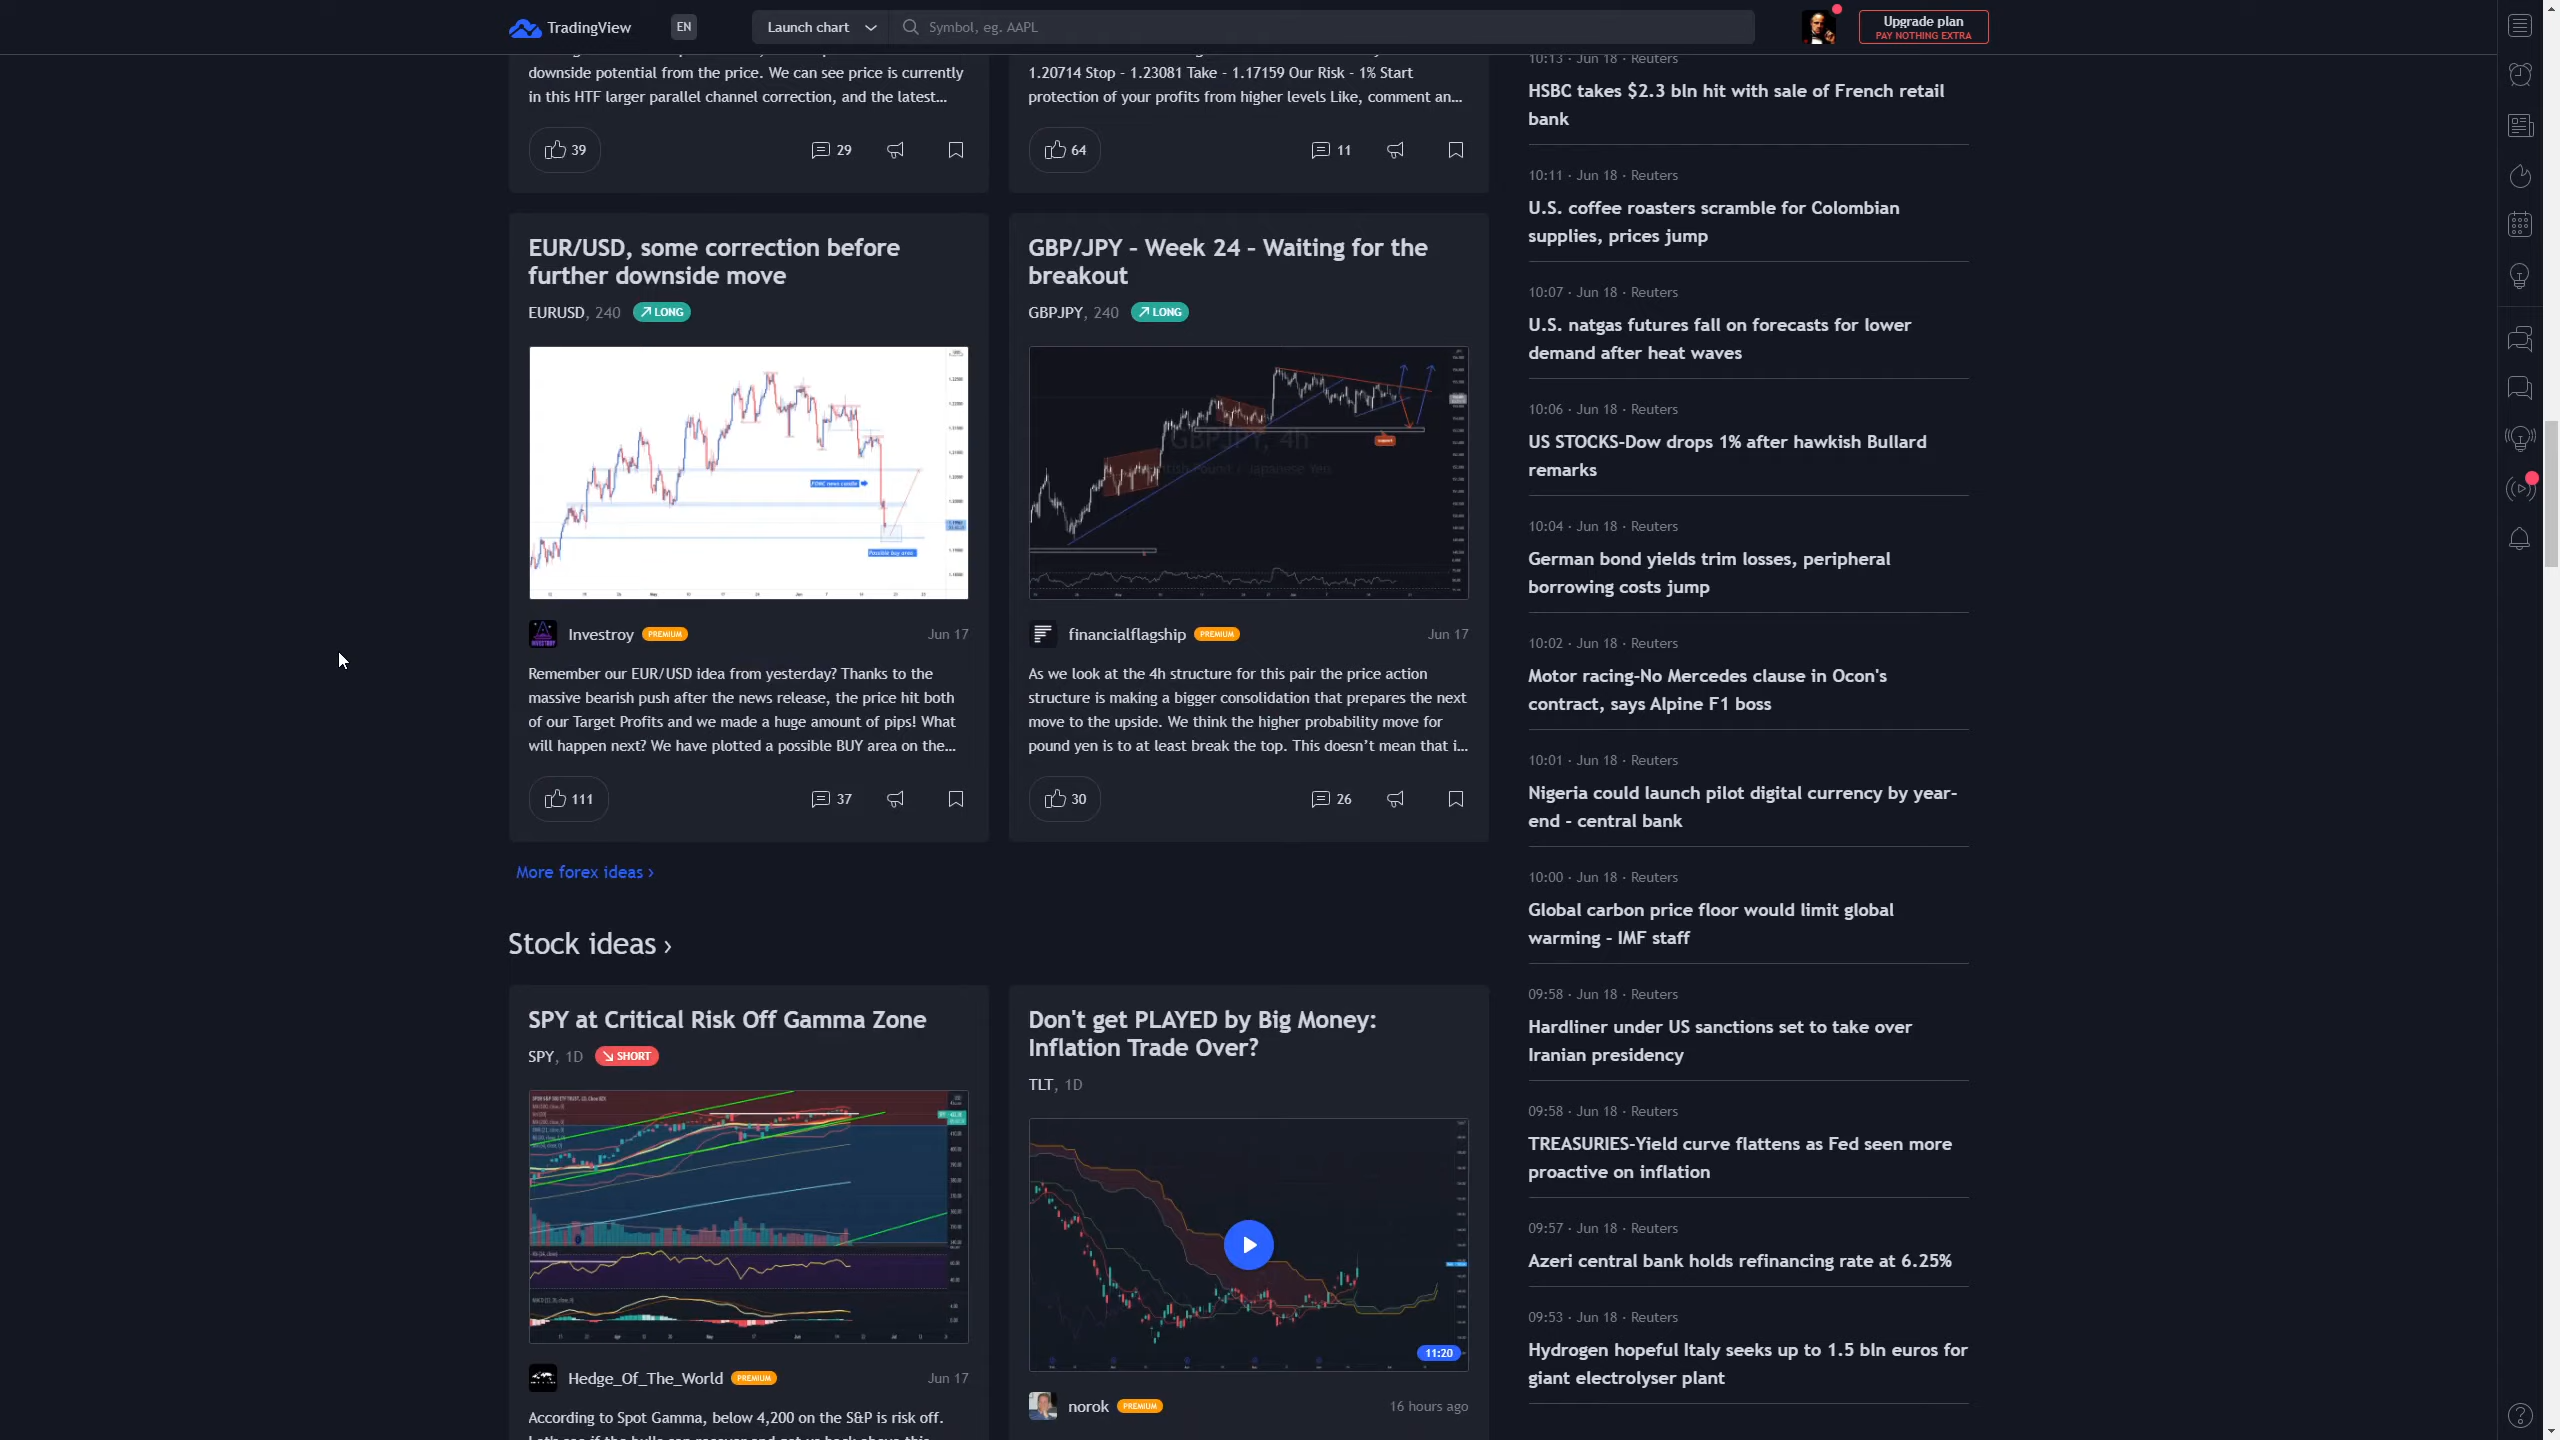 TradingView
EN
Launch chart
Symbol, eg. AAPL
Upgrade plan
PAY NOTHING EXTRA
downside potential from the price. We can see price is currently
in this HTF larger parallel channel correction, and the latest...
39
29
1.20714 Stop - 1.23081 Take - 1.17159 Our Risk - 1% Start
protection of your profits from higher levels Like, comment an...
64
11
EUR/USD, some correction before
further downside move
EURUSD, 240
LONG
FOMC news candle
Possible buy area
Investroy
PREMIUM
Jun 17
Remember our EUR/USD idea from yesterday? Thanks to the
massive bearish push after the news release, the price hit both
of our Target Profits and we made a huge amount of pips! What
will happen next? We have plotted a possible BUY area on the...
111
37
GBP/JPY - Week 24 - Waiting for the
breakout
GBPJPY, 240
LONG
GBPJPY, 4h
financialflagship
PREMIUM
Jun 17
As we look at the 4h structure for this pair the price action
structure is making a bigger consolidation that prepares the next
move to the upside. We think the higher probability move for
pound yen is to at least break the top. This doesn’t mean that i...
30
26
More forex ideas ›
Stock ideas ›
SPY at Critical Risk Off Gamma Zone
SPY, 1D
SHORT
Hedge_Of_The_World
PREMIUM
Jun 17
According to Spot Gamma, below 4,200 on the S&P is risk off.
Don't get PLAYED by Big Money:
Inflation Trade Over?
TLT, 1D
11:20
norok
PREMIUM
16 hours ago
10:13 · Jun 18 · Reuters
HSBC takes $2.3 bln hit with sale of French retail
bank
10:11 · Jun 18 · Reuters
U.S. coffee roasters scramble for Colombian
supplies, prices jump
10:07 · Jun 18 · Reuters
U.S. natgas futures fall on forecasts for lower
demand after heat waves
10:06 · Jun 18 · Reuters
US STOCKS-Dow drops 1% after hawkish Bullard
remarks
10:04 · Jun 18 · Reuters
German bond yields trim losses, peripheral
borrowing costs jump
10:02 · Jun 18 · Reuters
Motor racing-No Mercedes clause in Ocon's
contract, says Alpine F1 boss
10:01 · Jun 18 · Reuters
Nigeria could launch pilot digital currency by year-
end - central bank
10:00 · Jun 18 · Reuters
Global carbon price floor would limit global
warming - IMF staff
09:58 · Jun 18 · Reuters
Hardliner under US sanctions set to take over
Iranian presidency
09:58 · Jun 18 · Reuters
TREASURIES-Yield curve flattens as Fed seen more
proactive on inflation
09:57 · Jun 18 · Reuters
Azeri central bank holds refinancing rate at 6.25%
09:53 · Jun 18 · Reuters
Hydrogen hopeful Italy seeks up to 1.5 bln euros for
giant electrolyser plant